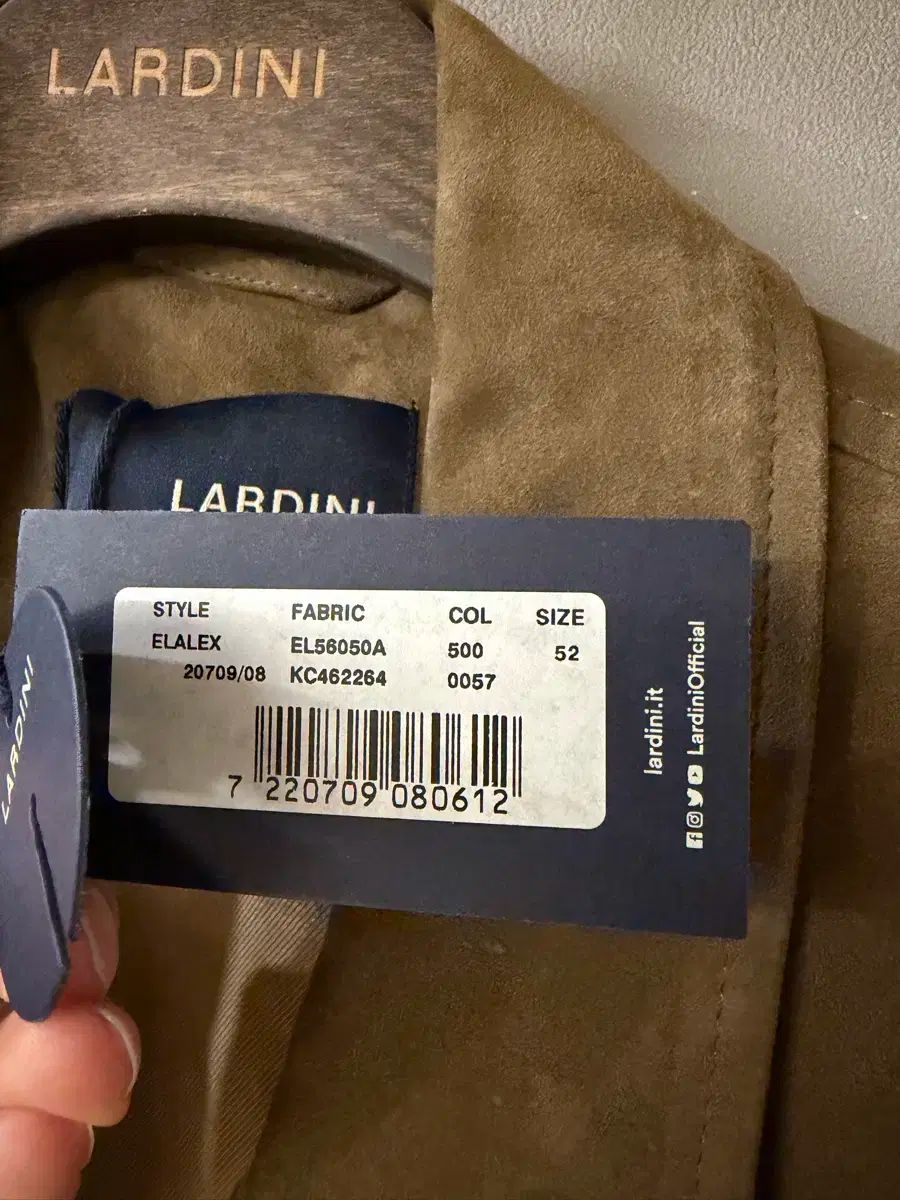 LARDINI
LARDINI
STYLE FABRIC COL SIZE
ELALEX EL56050A 500 52
20709/08 KC462264 0057
7 220709 080612
lardini.it
LardiniOfficial
LARDINI